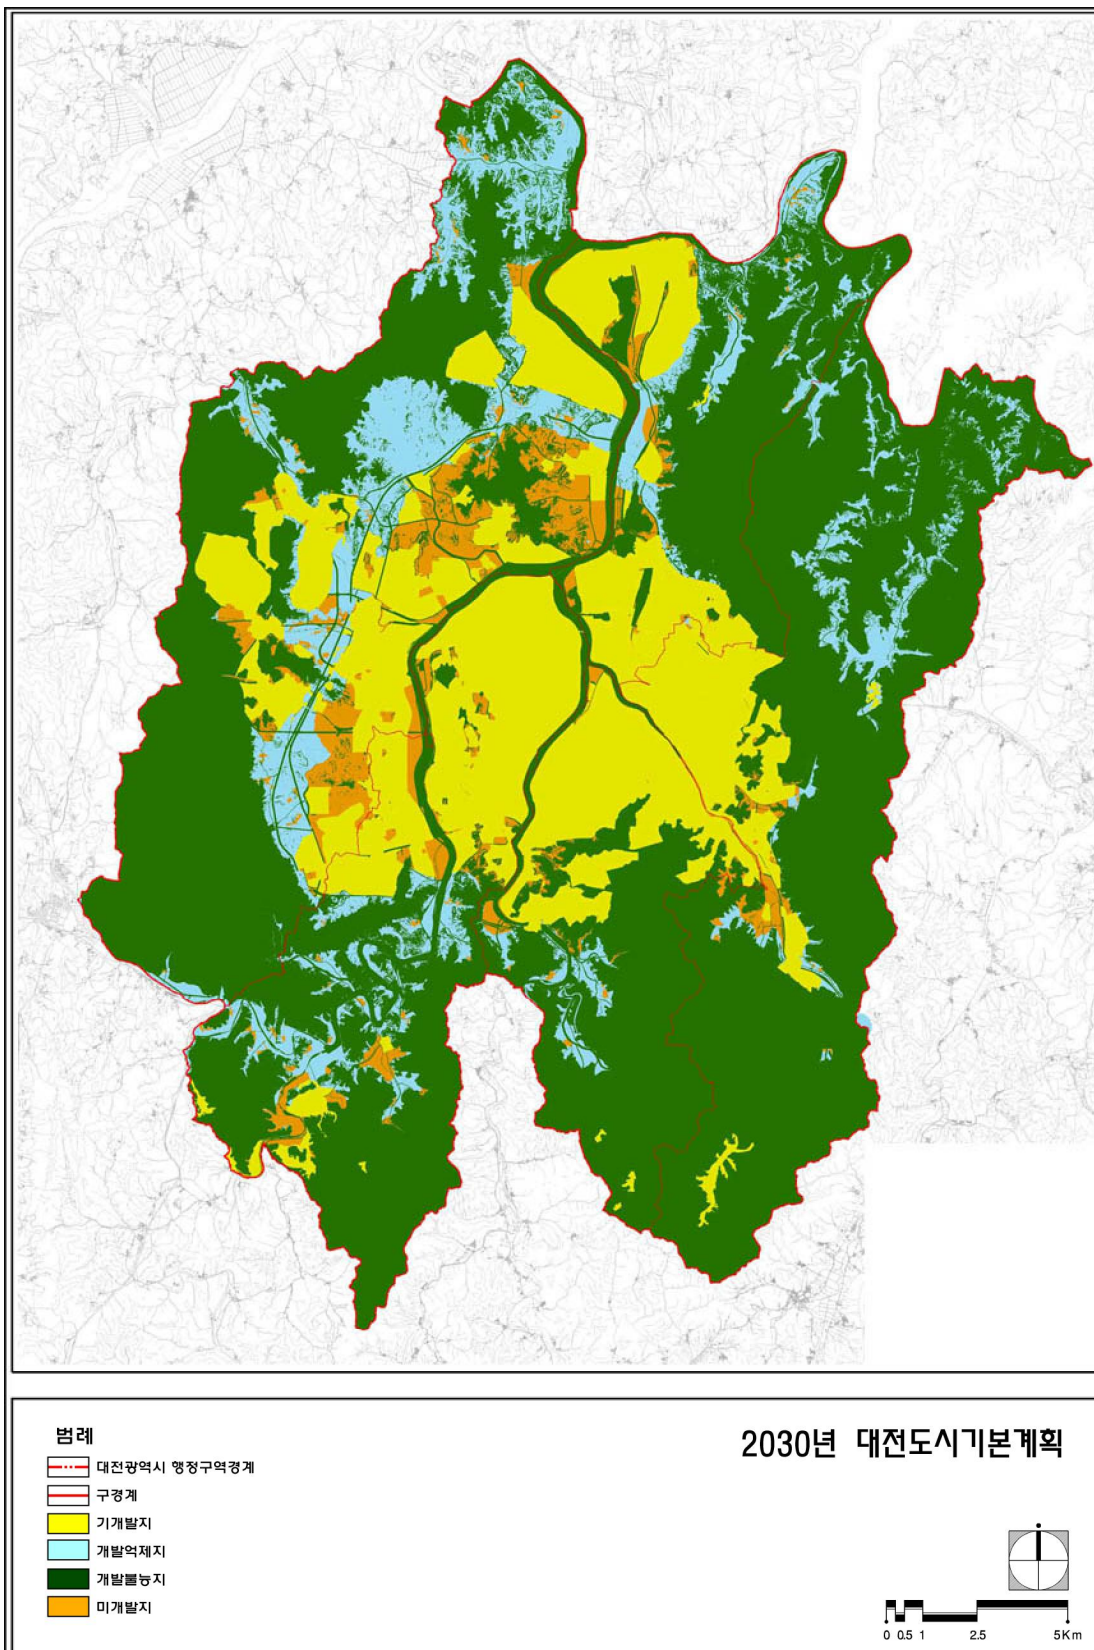 범례
2030년 대전도시기본계획
대전광역시 행정구역경계
구경계
기개발지
개발억제지
개발불능지
미개발지
0 0.5 1 2.5 5Km